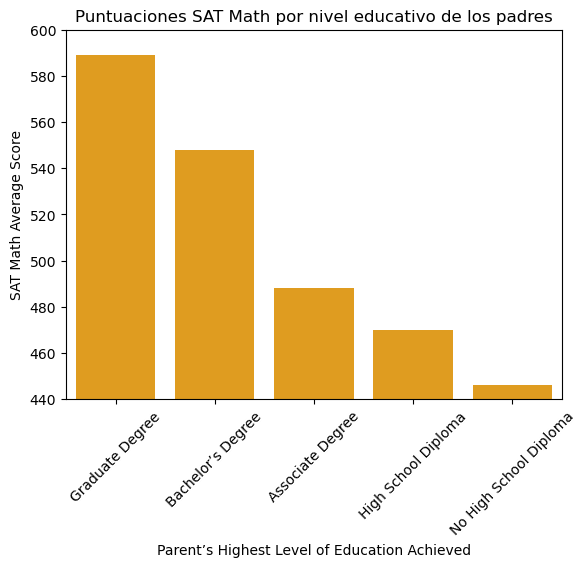 Puntuaciones SAT Math por nivel educativo de los padres
SAT Math Average Score
600
580
560
540
520
500
480
460
440
Graduate Degree
Bachelor’s Degree
Associate Degree
High School Diploma
No High School Diploma
Parent’s Highest Level of Education Achieved